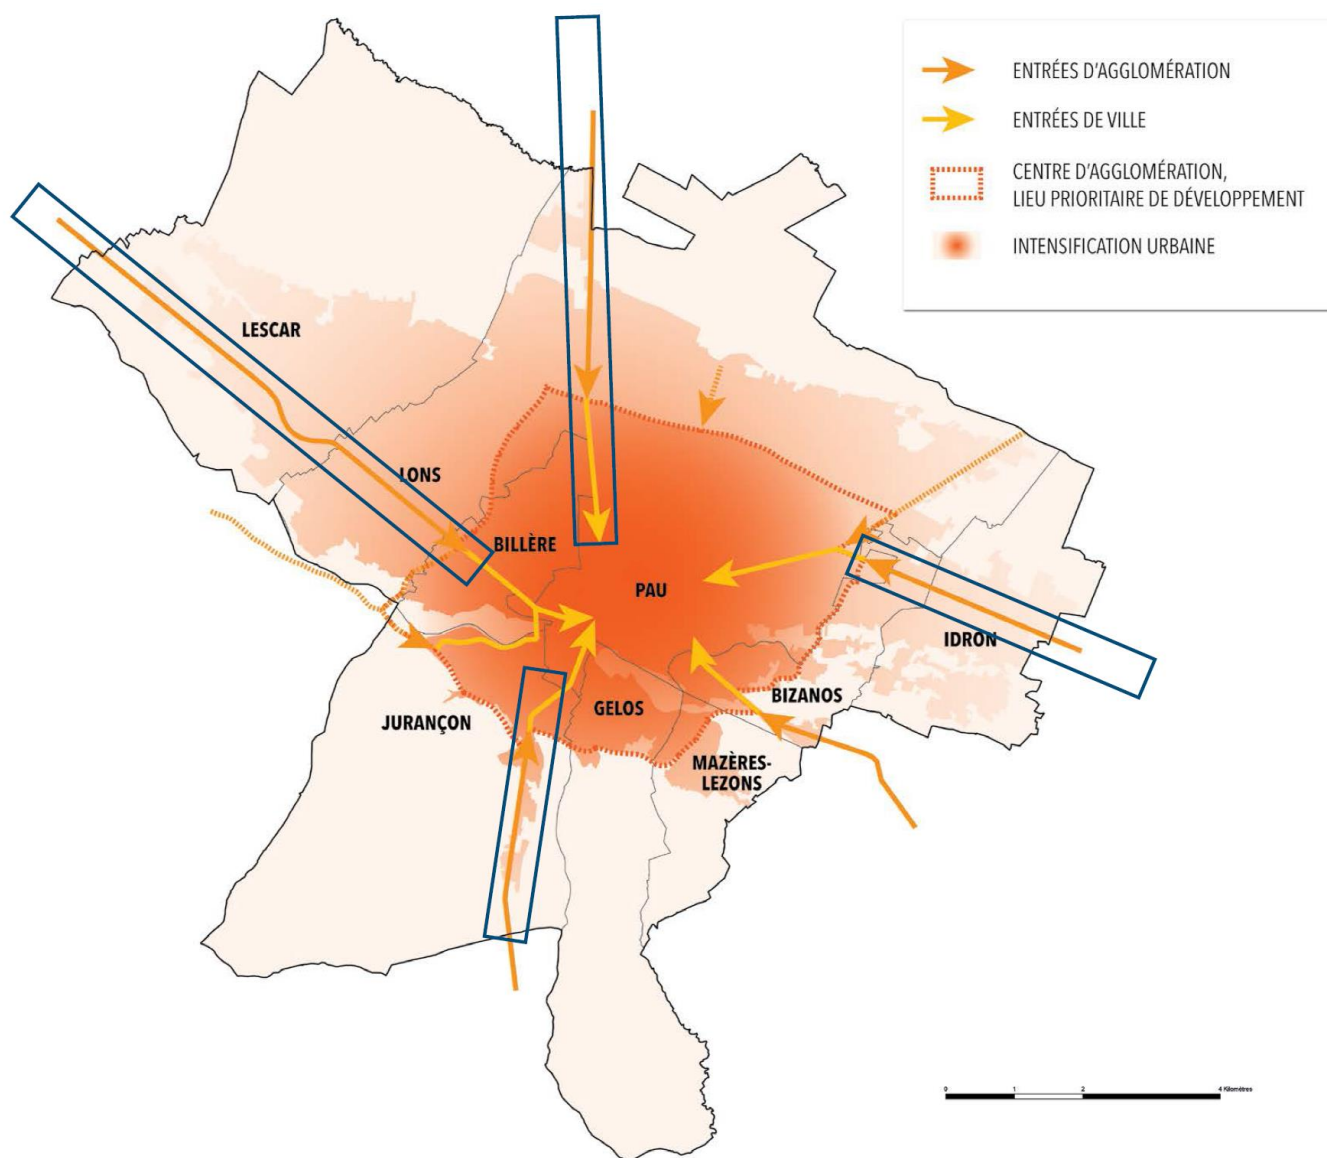 ENTRÉES D'AGGLOMÉRATION
ENTRÉES DE VILLE
CENTRE D'AGGLOMÉRATION,
LIEU PRIORITAIRE DE DÉVELOPPEMENT
INTENSIFICATION URBAINE
LESCAR
LONS
BILLÈRE
PAU
IDRON
BIZANOS
GELOS
JURANÇON
MAZÈRES-
LEZONS
0 1 2 4 Kilomètres